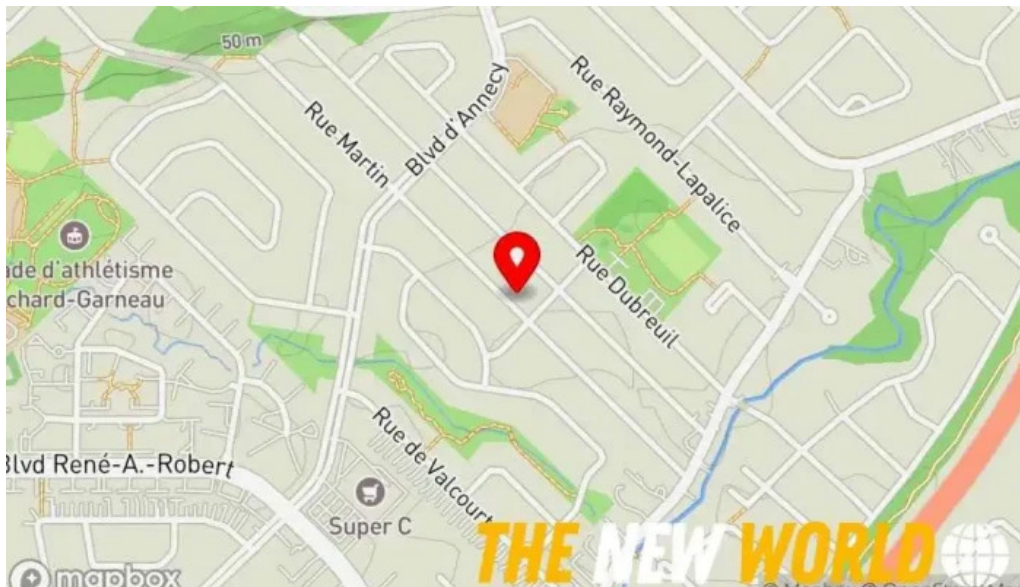 50 m
Rue Raymond-Lapalice
Blvd d'Annecy
Rue Martin
ade d'athlétisme
chard-Garneau
Rue Dubreuil
Rue de Valcourt
Blvd René-A.-Robert
Super C
THE NEW WORLD
mapbox